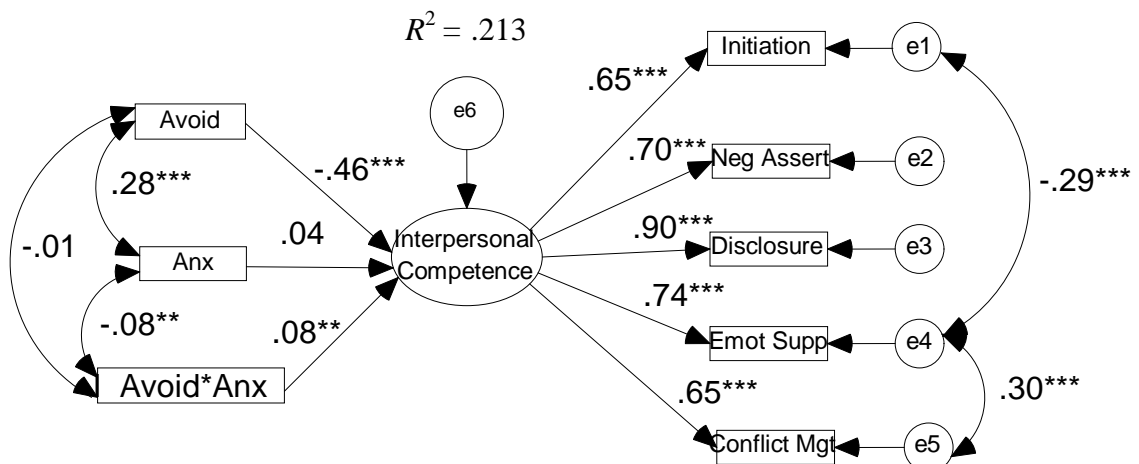 R² = .213
Initiation
e1
.65***
e6
Avoid
-.46***
.70***
Neg Assert
e2
-.29***
.28***
-.01
.04
Interpersonal
Competence
.90***
Disclosure
e3
Anx
.74***
-.08**
.08**
Emot Supp
e4
Avoid*Anx
.65***
.30***
Conflict Mgt
e5